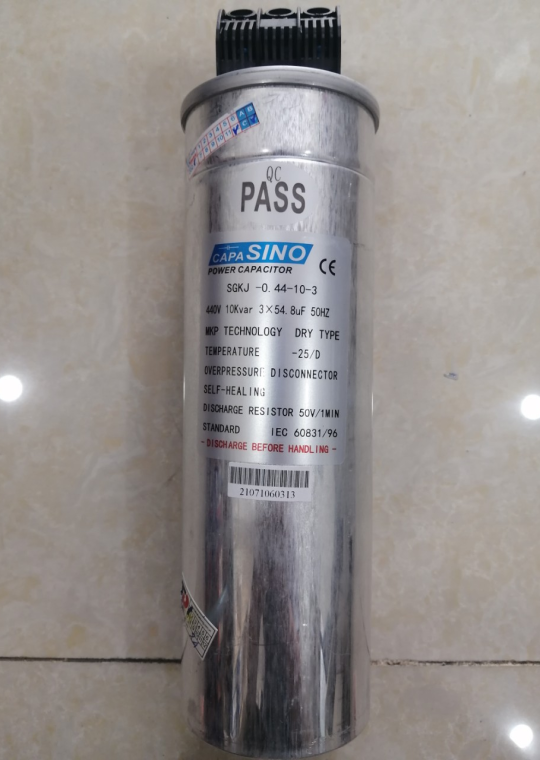 QC
PASS
CAPA SINO
POWER CAPACITOR
CE
SGKJ -0.44-10-3
440V 10Kvar 3×54.8uF 50HZ
MKP TECHNOLOGY DRY TYPE
TEMPERATURE -25/D
OVERPRESSURE DISCONNECTOR
SELF-HEALING
DISCHARGE RESISTOR 50V/1MIN
STANDARD IEC 60831/96
- DISCHARGE BEFORE HANDLING -
21071060313